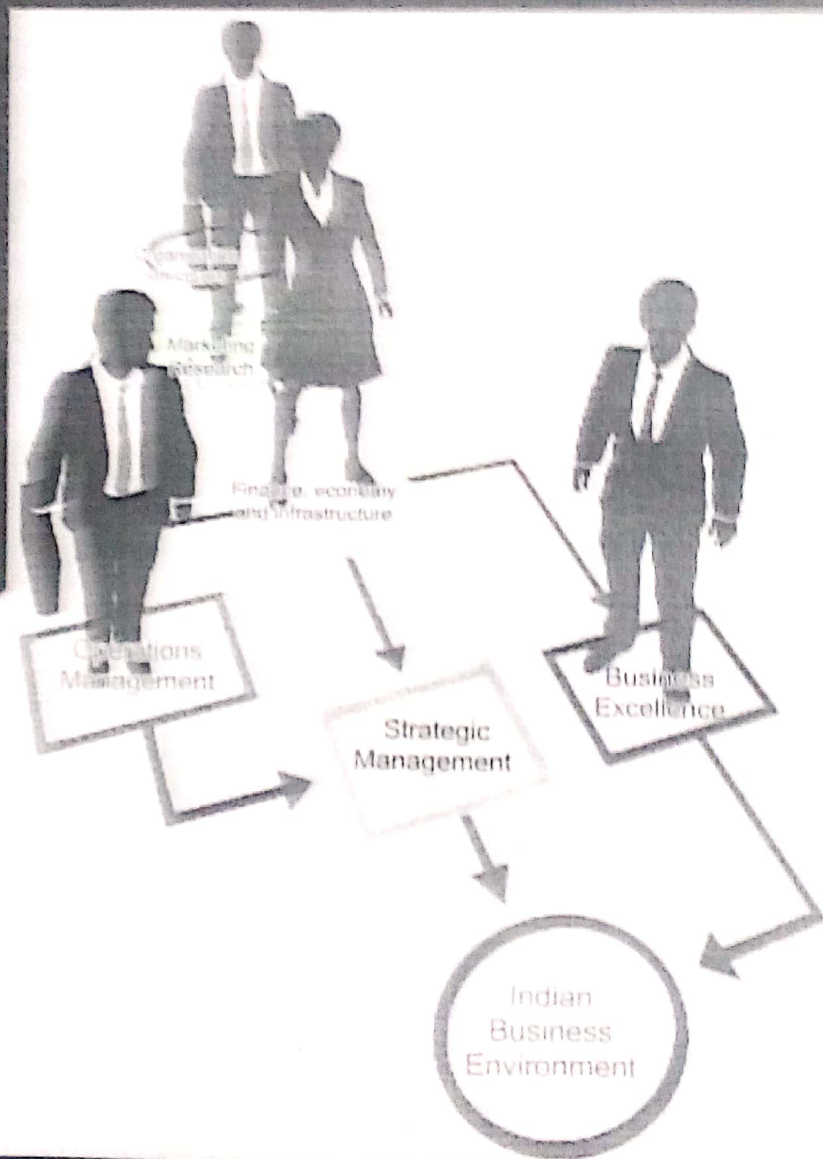 Marketing
Research
Finance, economy
and infrastructure
Operations
Management
Business
Excellence
Strategic
Management
Indian
Business
Environment